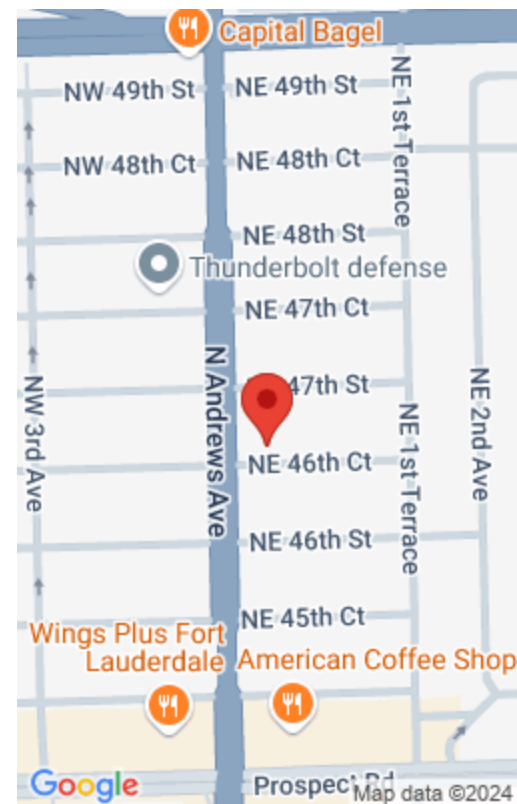 Capital Bagel
NW 49th St
NE 49th St
NE 1st Terrace
NW 48th Ct
NE 48th Ct
NE 48th St
Thunderbolt defense
NE 47th Ct
N Andrews Ave
47th St
NW 3rd Ave
NE 2nd Ave
NE 1st Terrace
NE 46th Ct
NE 46th St
NE 45th Ct
Wings Plus Fort
Lauderdale
American Coffee Shop
Google
Prospect Rd
Map data ©2024